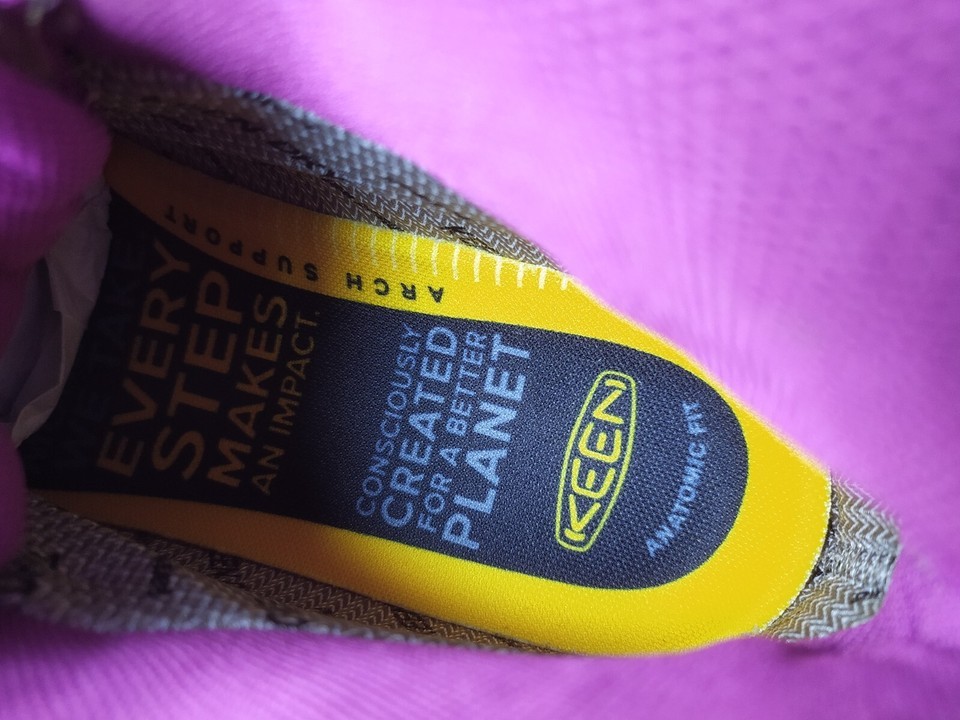 EVERY
STEP
MAKES
AN IMPACT.
CONSCIOUSLY
CREATED
FOR A BETTER
PLANET
KEEN
ANATOMIC FIT
ARCH SUPPORT